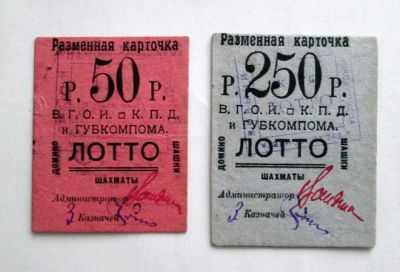 Разменная карточка
Р. 50 Р.
В. Г. О. И. и К. П. Д.
и ГУБКОМПОМА.
ДОМИНО
ЛОТТО
ШАШКИ
ШАХМАТЫ
Администратор
З Казначей
Разменная карточка
Р. 250 Р.
В. Г. О. И. и К. П. Д.
и ГУБКОМПОМА.
ДОМИНО
ЛОТТО
ШАШКИ
ШАХМАТЫ
Администратор
З Казначей